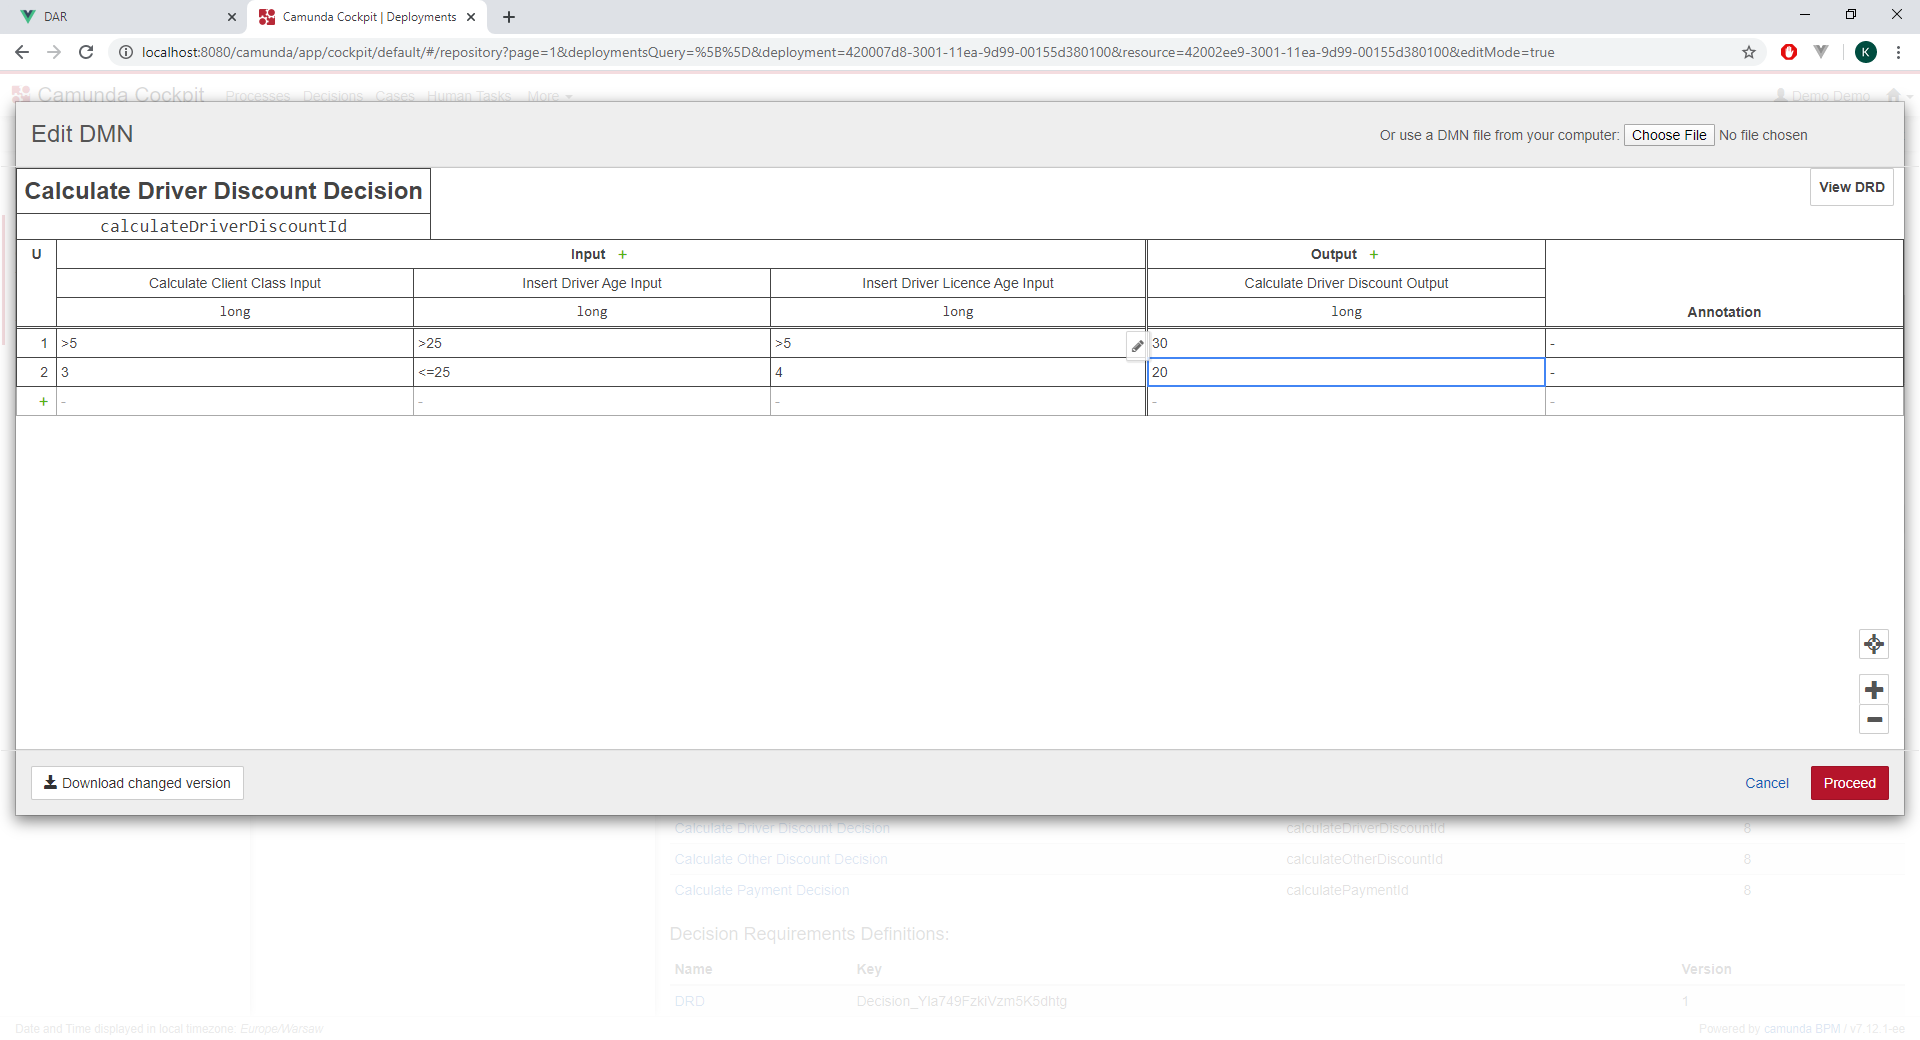 DAR
Camunda Cockpit | Deployments
localhost:8080/camunda/app/cockpit/default/#/repository?page=1&deploymentsQuery=%5B%5D&deployment=420007d8-3001-11ea-9d99-00155d380100&resource=42002ee9-3001-11ea-9d99-00155d380100&editMode=true
K
Camunda Cockpit Processes Decisions Cases Human Tasks More Demo Demo
Edit DMN
Or use a DMN file from your computer: Choose File No file chosen
Calculate Driver Discount Decision
View DRD
calculateDriverDiscountId
U Input + Output +
Calculate Client Class Input Insert Driver Age Input Insert Driver Licence Age Input Calculate Driver Discount Output
long long long long Annotation
1 >5 >25 >5 30 -
2 3 <=25 4 20 -
+ - - - - -
Download changed version
Cancel
Proceed
Calculate Driver Discount Decision calculateDriverDiscountId 8
Calculate Other Discount Decision calculateOtherDiscountId 8
Calculate Payment Decision calculatePaymentId 8
Decision Requirements Definitions:
Name Key Version
DRD 1
Date and Time displayed in local timezone: Europe/Warsaw
Powered by camunda BPM / v7.12.1-ee